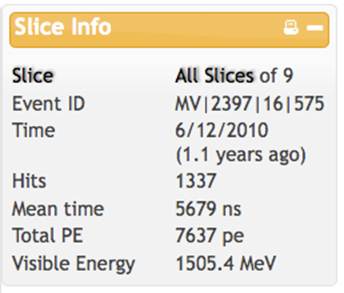 Slice Info
Slice All Slices of 9
Event ID MV|2397|16|575
Time 6/12/2010
(1.1 years ago)
Hits 1337
Mean time 5679 ns
Total PE 7637 pe
Visible Energy 1505.4 MeV